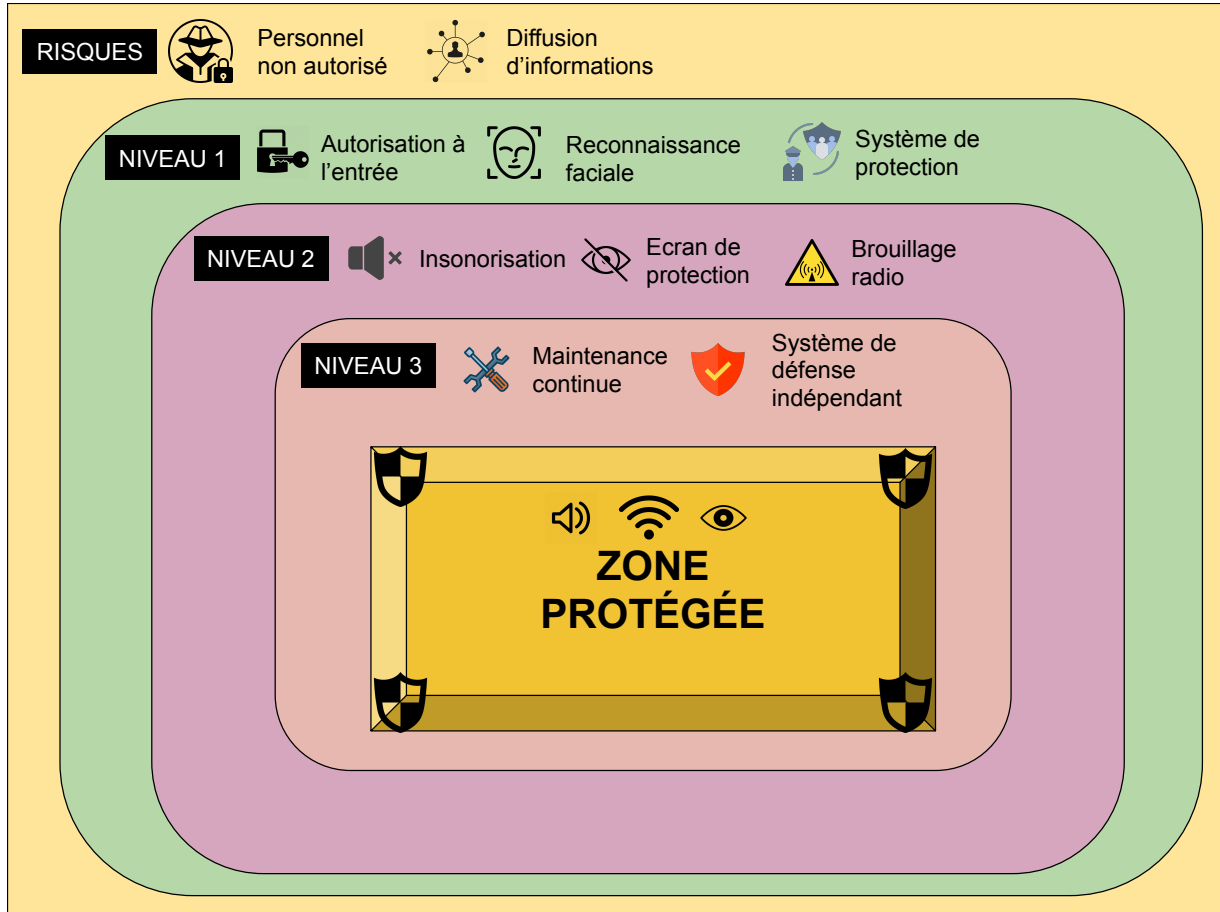 RISQUES
Personnel
non autorisé
Diffusion
d’informations
NIVEAU 1
Autorisation à
l’entrée
Reconnaissance
faciale
Système de
protection
NIVEAU 2
Insonorisation
Ecran de
protection
Brouillage
radio
NIVEAU 3
Maintenance
continue
Système de
défense
indépendant
ZONE
PROTÉGÉE